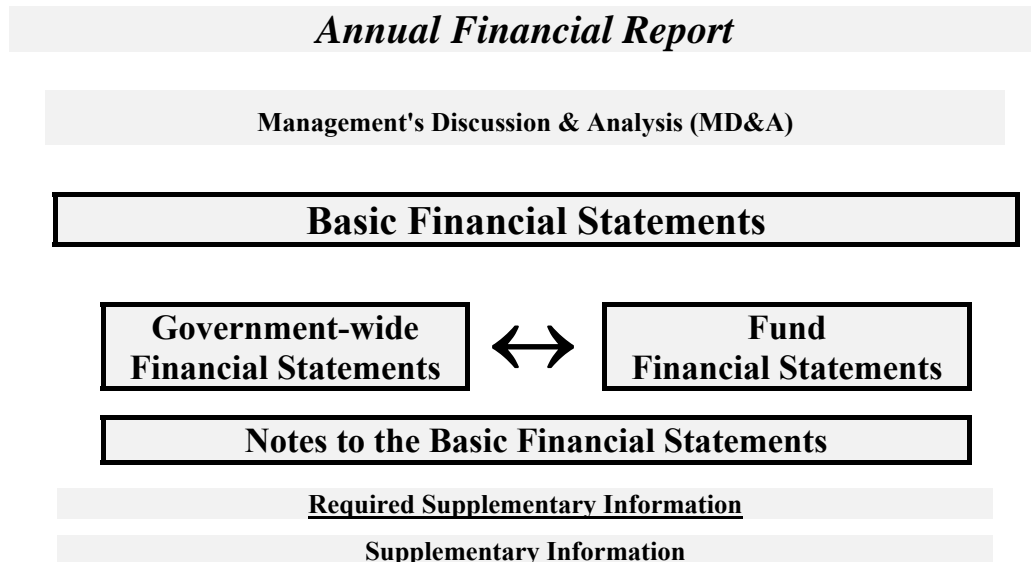 Annual Financial Report
Management's Discussion & Analysis (MD&A)
Basic Financial Statements
Government-wide
Financial Statements
Fund
Financial Statements
Notes to the Basic Financial Statements
Required Supplementary Information
Supplementary Information